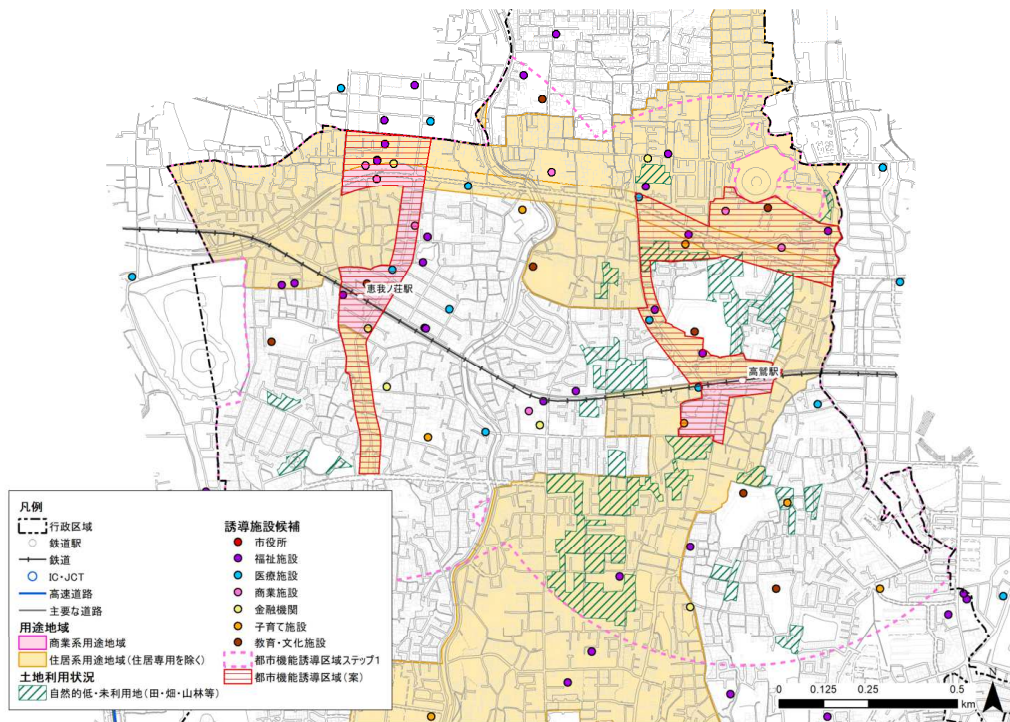 恵我ノ荘駅
高鷲駅
凡例
行政区域
鉄道駅
鉄道
IC・JCT
高速道路
主要な道路
用途地域
商業系用途地域
住居系用途地域(住居専用を除く)
土地利用状況
自然的低・未利用地(田・畑・山林等)
誘導施設候補
市役所
福祉施設
医療施設
商業施設
金融機関
子育て施設
教育・文化施設
都市機能誘導区域ステップ1
都市機能誘導区域(案)
0 0.125 0.25 0.5
km